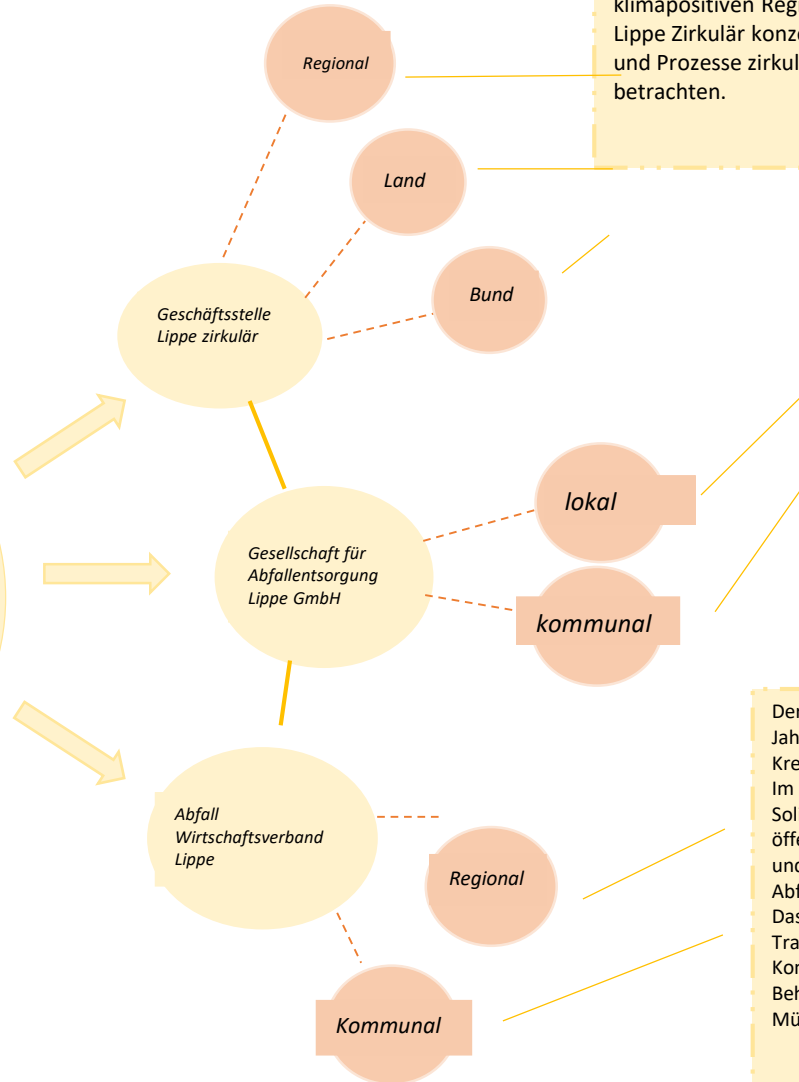 klimapositiven Reg
Lippe Zirkulär konz
und Prozesse zirkul
betrachten.
Regional
Land
Bund
Geschäftsstelle
Lippe zirkulär
lokal
Gesellschaft für
Abfallentsorgung
Lippe GmbH
kommunal
Der
Jah
Kre
Im
Sol
öffe
und
Abf
Das
Tra
Kor
Beh
Mü
Abfall
Wirtschaftsverband
Lippe
Regional
Kommunal